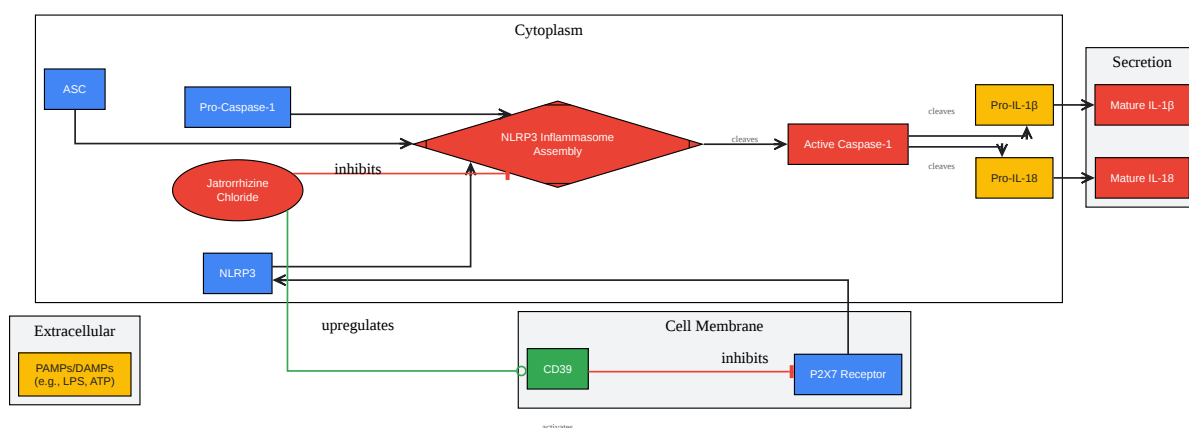 Cytoplasm
Secretion
ASC
Pro-Caspase-1
Pro-IL-1β
Mature IL-1β
cleaves
NLRP3 Inflammasome
Assembly
cleaves
Active Caspase-1
cleaves
inhibits
Jatrorrhizine
Chloride
Pro-IL-18
Mature IL-18
NLRP3
Extracellular
upregulates
Cell Membrane
PAMPs/DAMPs
(e.g., LPS, ATP)
CD39
inhibits
P2X7 Receptor
activates